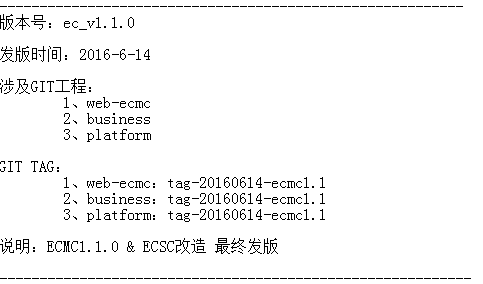 版本号：ec_v1.1.0
发版时间：2016-6-14
涉及GIT工程：
1、web-ecmc
2、business
3、platform
GIT TAG：
1、web-ecmc：tag-20160614-ecmc1.1
2、business：tag-20160614-ecmc1.1
3、platform：tag-20160614-ecmc1.1
说明：ECMC1.1.0 & ECSC改造 最终发版